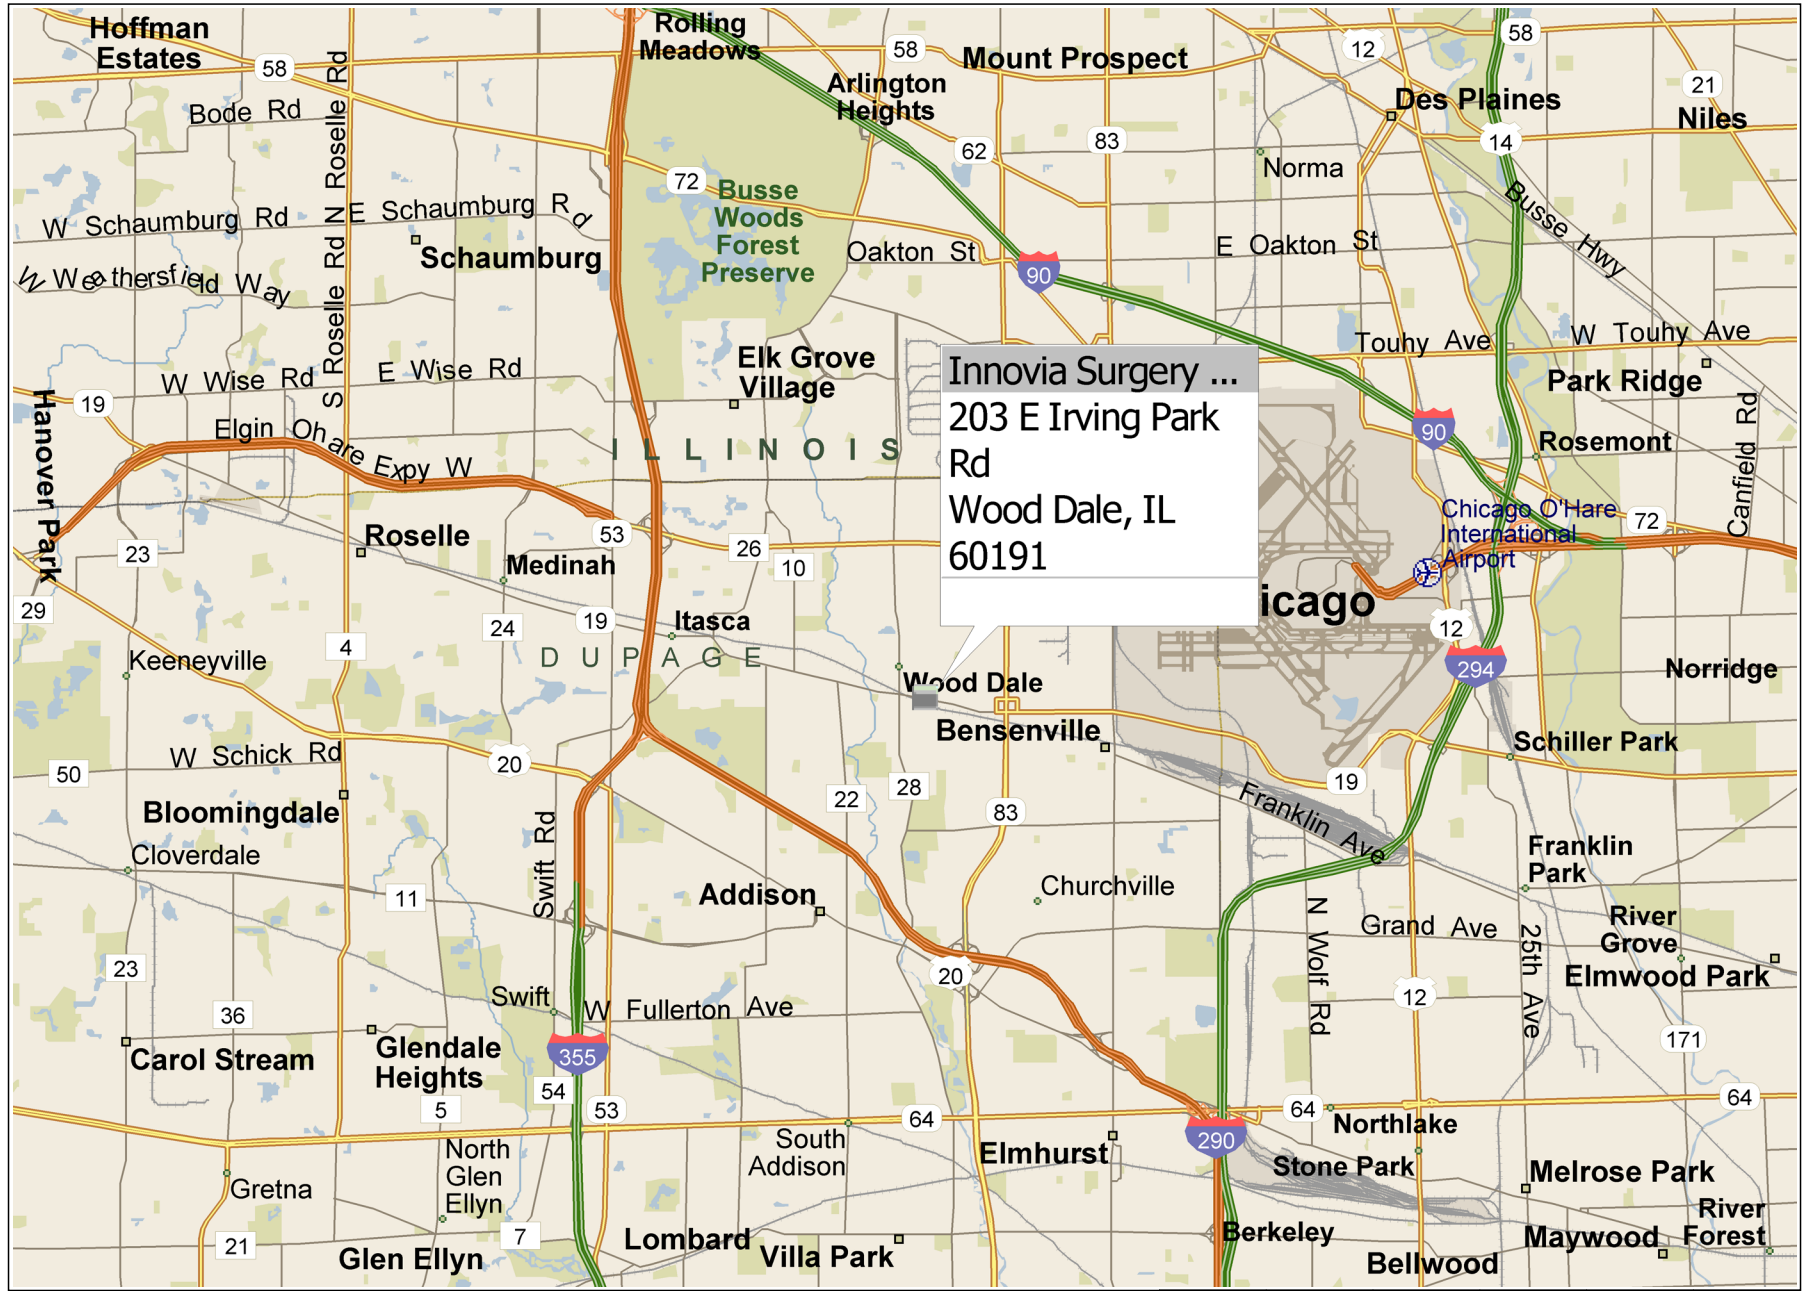 Hoffman
Estates
Rolling
Meadows
58
58
Mount Prospect
12
58
21
Arlington
Heights
Des Plaines
Niles
Bode Rd
62
83
14
Norma
72
Busse
Woods
Forest
Preserve
W Schaumburg Rd
E Schaumburg Rd
N Roselle Rd
S Roselle Rd
Schaumburg
Oakton St
E Oakton St
Busse Hwy
W Weathersfield Way
90
Touhy Ave
W Touhy Ave
Elk Grove
Village
W Wise Rd
E Wise Rd
Park Ridge
Innovia Surgery ...
203 E Irving Park
Rd
Wood Dale, IL
60191
19
Hanover Park
Elgin Ohare Expy W
ILLINOIS
90
Rosemont
Canfield Rd
Chicago O'Hare
International
Airport
72
Roselle
53
26
10
23
Medinah
29
icago
24
19
Itasca
12
4
DUPAGE
294
Keeneyville
Norridge
Wood Dale
Bensenville
Schiller Park
W Schick Rd
20
50
22
28
19
83
Bloomingdale
Swift Rd
Franklin Ave
Cloverdale
Franklin
Park
11
Addison
Churchville
N Wolf Rd
Grand Ave
25th Ave
River
Grove
Elmwood Park
23
20
12
Swift
W Fullerton Ave
36
Carol Stream
Glendale
Heights
355
171
54
5
53
64
64
64
Northlake
290
North
Glen
Ellyn
South
Addison
Elmhurst
Stone Park
Melrose Park
Gretna
River
Forest
21
7
Glen Ellyn
Lombard
Villa Park
Berkeley
Bellwood
Maywood